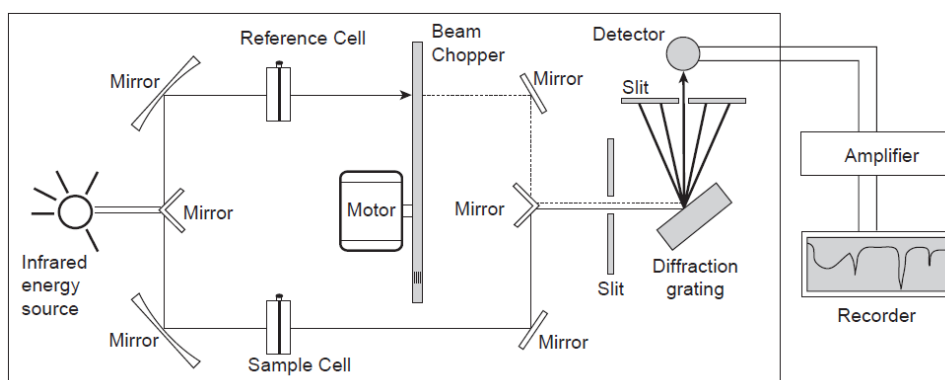 Reference Cell
Beam
Chopper
Detector
Mirror
Mirror
Slit
Amplifier
Mirror
Motor
Mirror
Infrared
energy
source
Slit
Diffraction
grating
Recorder
Mirror
Sample Cell
Mirror